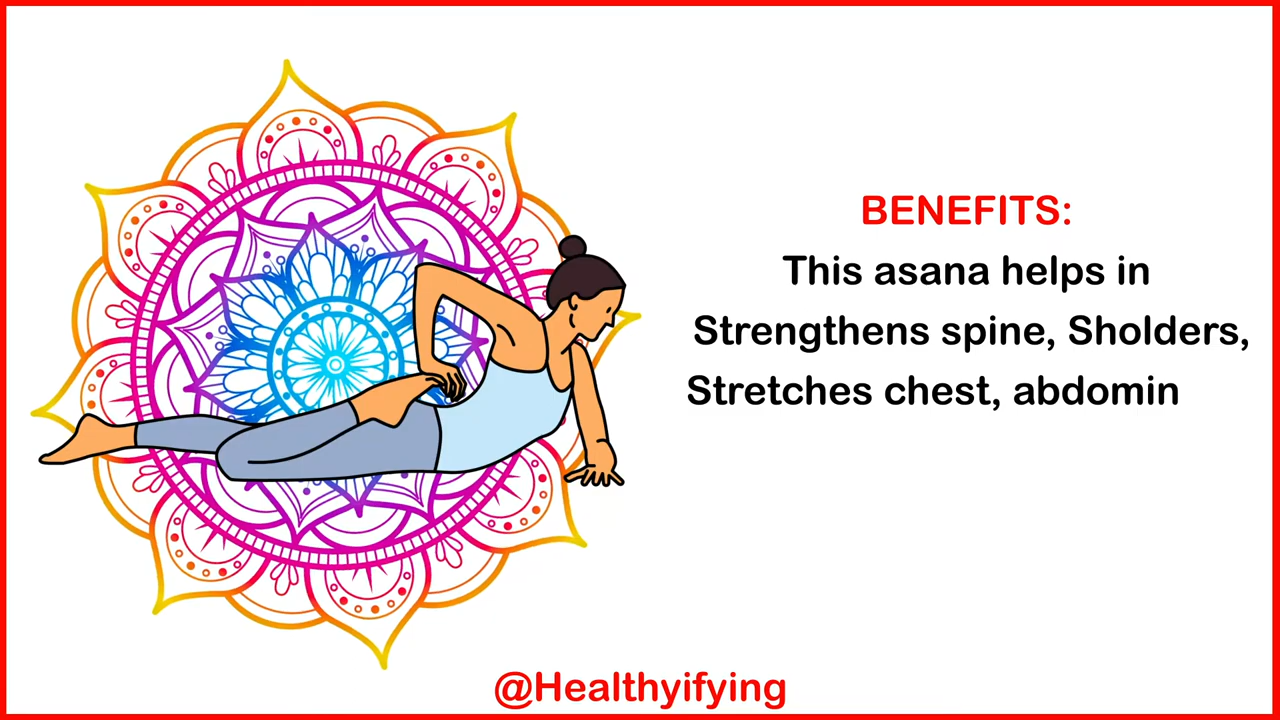 BENEFITS:
This asana helps in
Strengthens spine, Sholders,
Stretches chest, abdomin
@Healthyifying